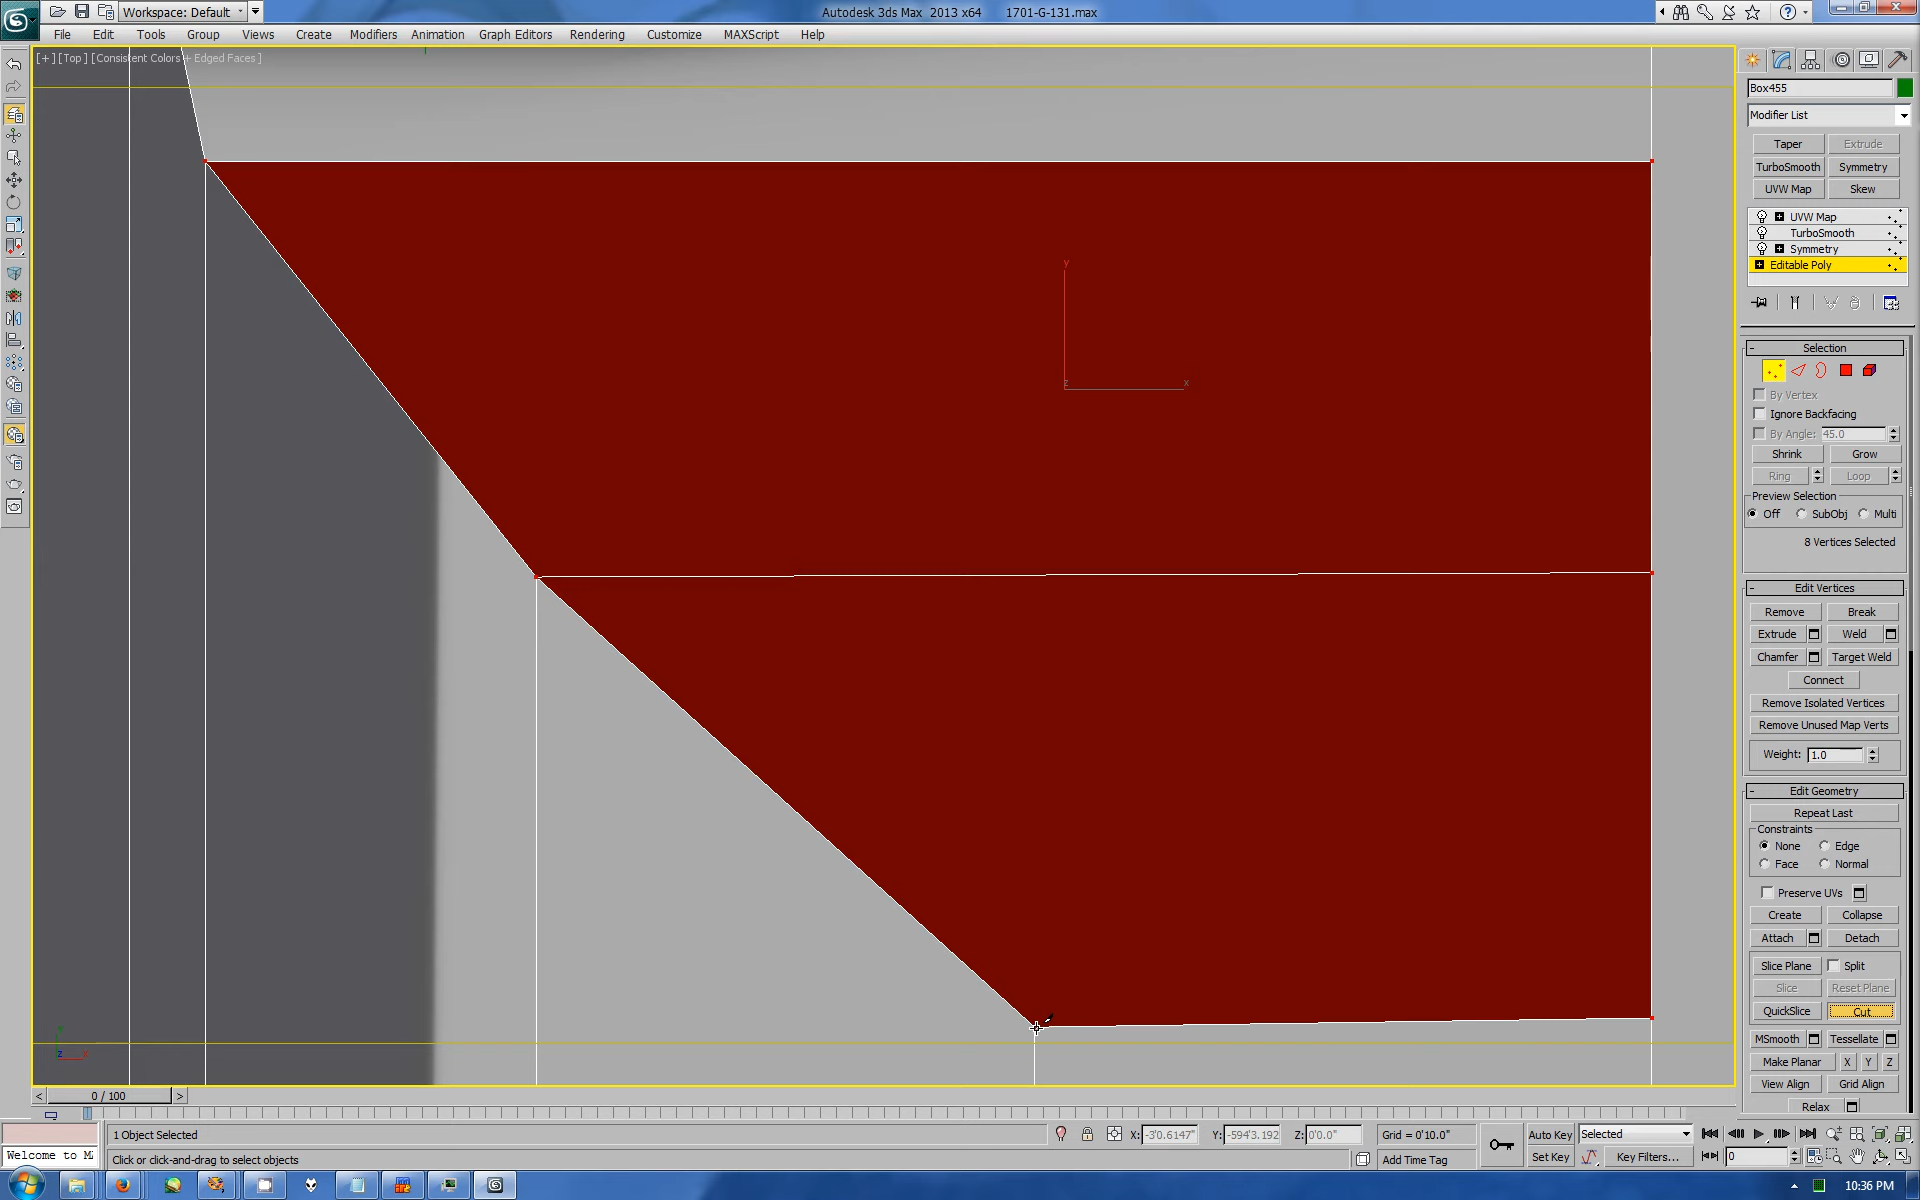 Workspace: Default
Autodesk 3ds Max  2013 x64    1701-G-131.max
File Edit Tools Group Views Create Modifiers Animation Graph Editors Rendering Customize MAXScript Help
[+] [Top] [Consistent Colors + Edged Faces]
Box455
Modifier List
Taper Extrude
TurboSmooth Symmetry
UVW Map Skew
UVW Map
TurboSmooth
Symmetry
Editable Poly
y
z x
- Selection
By Vertex
Ignore Backfacing
By Angle: 45.0
Shrink Grow
Ring Loop
Preview Selection
Off SubObj Multi
8 Vertices Selected
- Edit Vertices
Remove Break
Extrude Weld
Chamfer Target Weld
Connect
Remove Isolated Vertices
Remove Unused Map Verts
Weight: 1.0
- Edit Geometry
Repeat Last
Constraints
None Edge
Face Normal
Preserve UVs
Create Collapse
Attach Detach
Slice Plane Split
Slice Reset Plane
QuickSlice Cut
MSmooth Tessellate
Make Planar X Y Z
View Align Grid Align
Relax
y
z x
< 0 / 100 >
1 Object Selected X: -3'0.6147" Y: -594'3.192 Z: 0'0.0" Grid = 0'10.0" Auto Key Selected
Welcome to M Click or click-and-drag to select objects Add Time Tag Set Key Key Filters... 0
10:36 PM